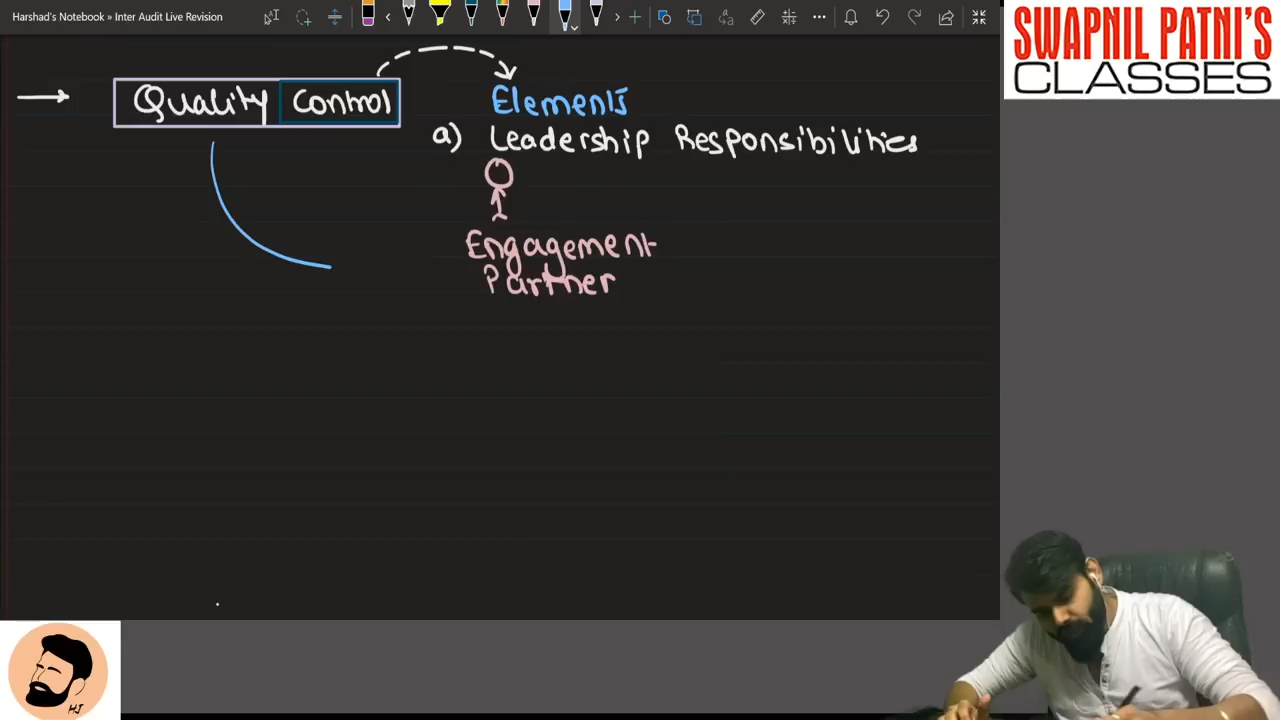 Harshad's Notebook » Inter Audit Live Revision
SWAPNIL PATNI'S
CLASSES
Quality Control
Elements
a) Leadership Responsibilities
Engagement
Partner
HJ